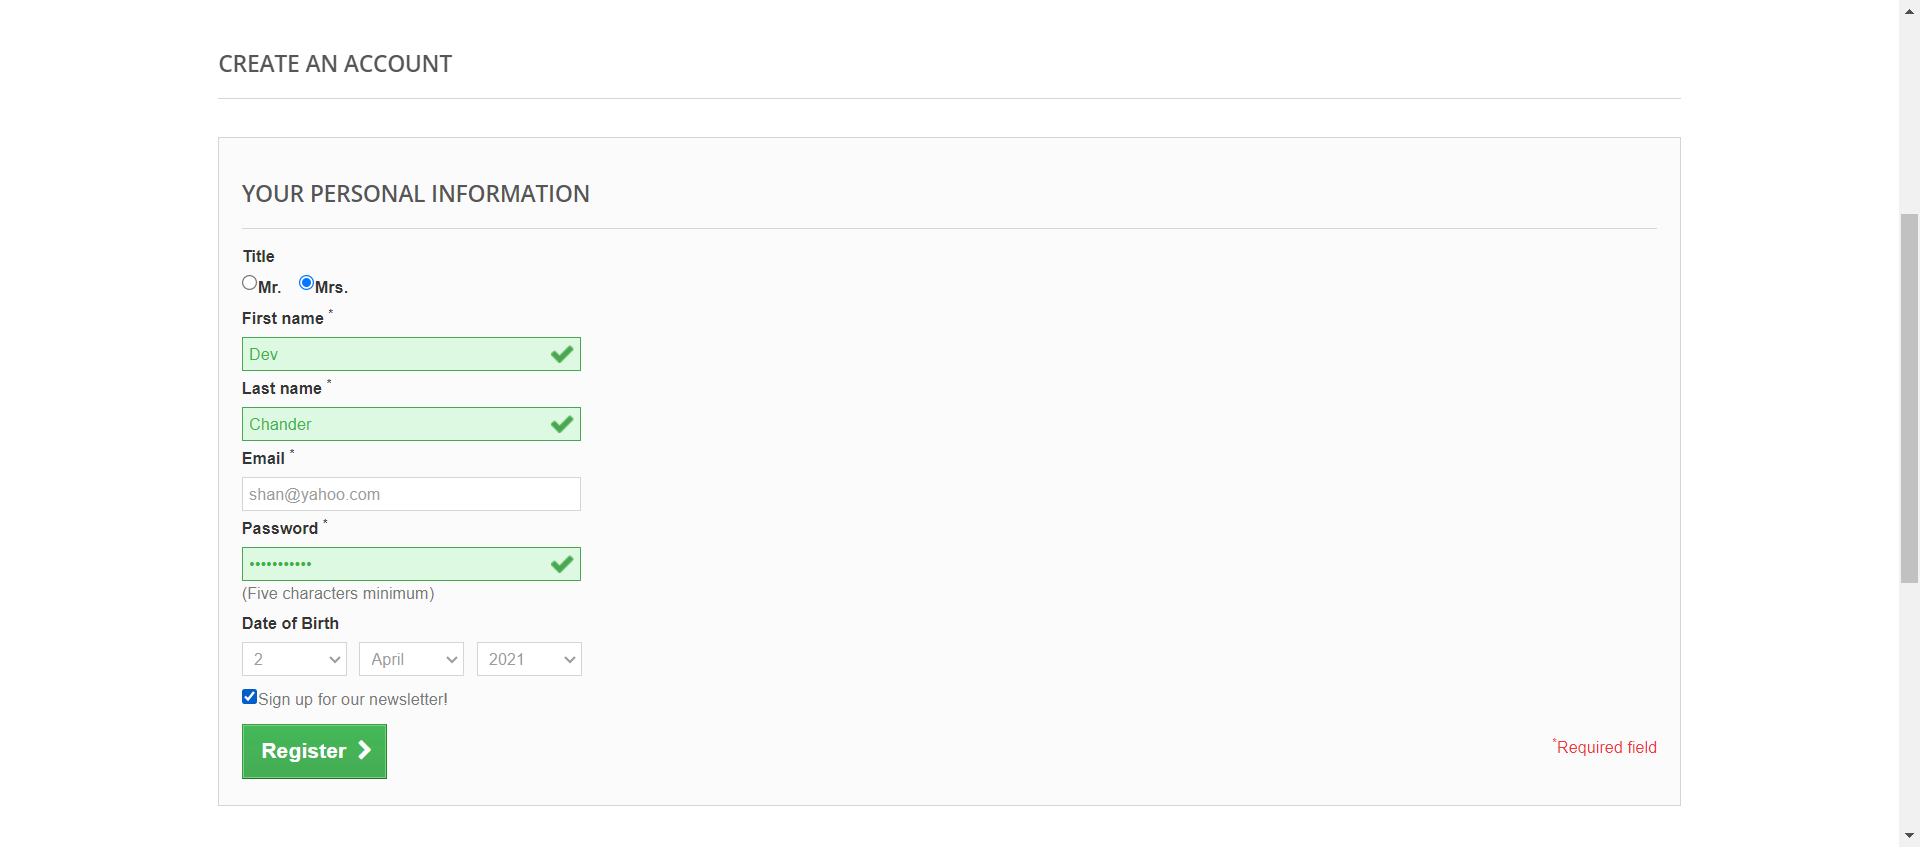 CREATE AN ACCOUNT
YOUR PERSONAL INFORMATION
Title
Mr. Mrs.
First name *
Dev
Last name *
Chander
Email *
shan@yahoo.com
Password *
•••••••••••
(Five characters minimum)
Date of Birth
2 April 2021
Sign up for our newsletter!
Register
*Required field